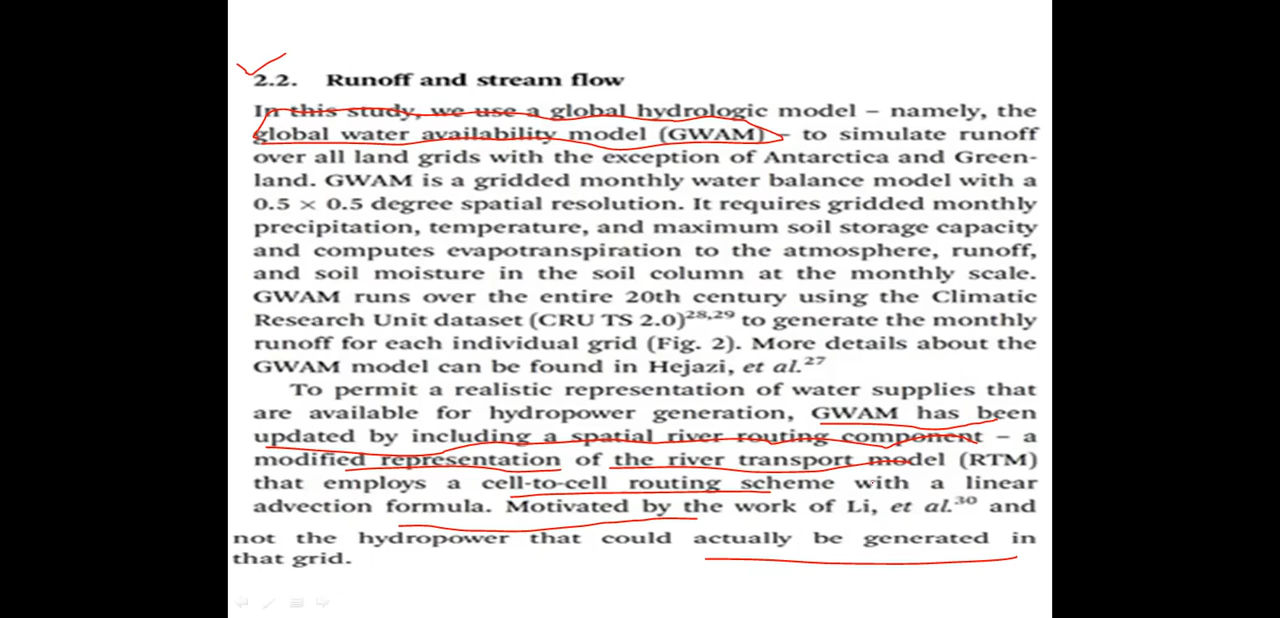 2.2. Runoff and stream flow
In this study, we use a global hydrologic model – namely, the
global water availability model (GWAM) – to simulate runoff
over all land grids with the exception of Antarctica and Green-
land. GWAM is a gridded monthly water balance model with a
0.5 × 0.5 degree spatial resolution. It requires gridded monthly
precipitation, temperature, and maximum soil storage capacity
and computes evapotranspiration to the atmosphere, runoff,
and soil moisture in the soil column at the monthly scale.
GWAM runs over the entire 20th century using the Climatic
Research Unit dataset (CRU TS 2.0)28,29 to generate the monthly
runoff for each individual grid (Fig. 2). More details about the
GWAM model can be found in Hejazi, et al.27
To permit a realistic representation of water supplies that
are available for hydropower generation, GWAM has been
updated by including a spatial river routing component – a
modified representation of the river transport model (RTM)
that employs a cell-to-cell routing scheme with a linear
advection formula. Motivated by the work of Li, et al.30 and
not the hydropower that could actually be generated in
that grid.